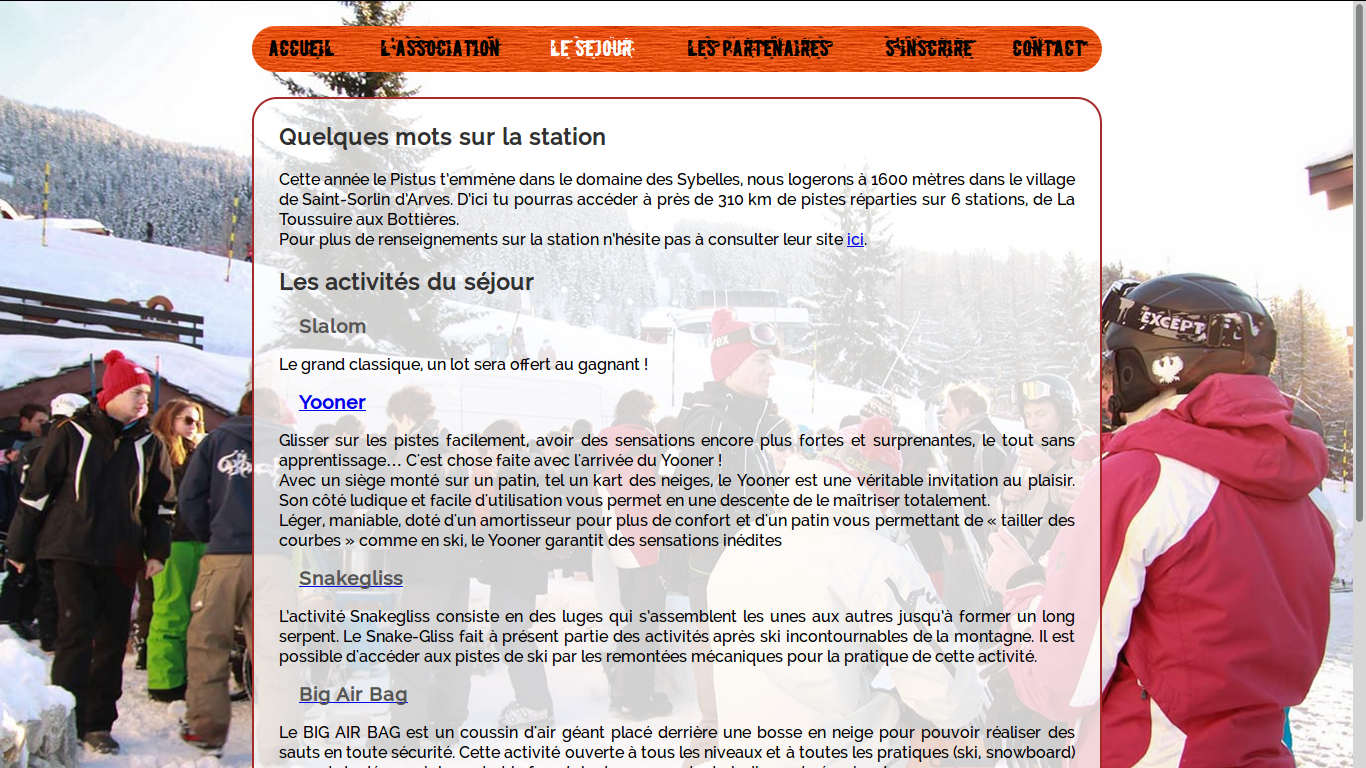 ACCUEIL L'ASSOCIATION LE SEJOUR LES PARTENAIRES S'INSCRIRE CONTACT
Quelques mots sur la station
Cette année le Pistus t'emmène dans le domaine des Sybelles, nous logerons à 1600 mètres dans le village
de Saint-Sorlin d'Arves. D'ici tu pourras accéder à près de 310 km de pistes réparties sur 6 stations, de La
Toussuire aux Bottières.
Pour plus de renseignements sur la station n'hésite pas à consulter leur site ici.
Les activités du séjour
Slalom
Le grand classique, un lot sera offert au gagnant !
Yooner
Glisser sur les pistes facilement, avoir des sensations encore plus fortes et surprenantes, le tout sans
apprentissage… C'est chose faite avec l'arrivée du Yooner !
Avec un siège monté sur un patin, tel un kart des neiges, le Yooner est une véritable invitation au plaisir.
Son côté ludique et facile d'utilisation vous permet en une descente de le maîtriser totalement.
Léger, maniable, doté d'un amortisseur pour plus de confort et d'un patin vous permettant de « tailler des
courbes » comme en ski, le Yooner garantit des sensations inédites
Snakegliss
L'activité Snakegliss consiste en des luges qui s'assemblent les unes aux autres jusqu'à former un long
serpent. Le Snake-Gliss fait à présent partie des activités après ski incontournables de la montagne. Il est
possible d'accéder aux pistes de ski par les remontées mécaniques pour la pratique de cette activité.
Big Air Bag
Le BIG AIR BAG est un coussin d'air géant placé derrière une bosse en neige pour pouvoir réaliser des
sauts en toute sécurité. Cette activité ouverte à tous les niveaux et à toutes les pratiques (ski, snowboard)
EXCEPT